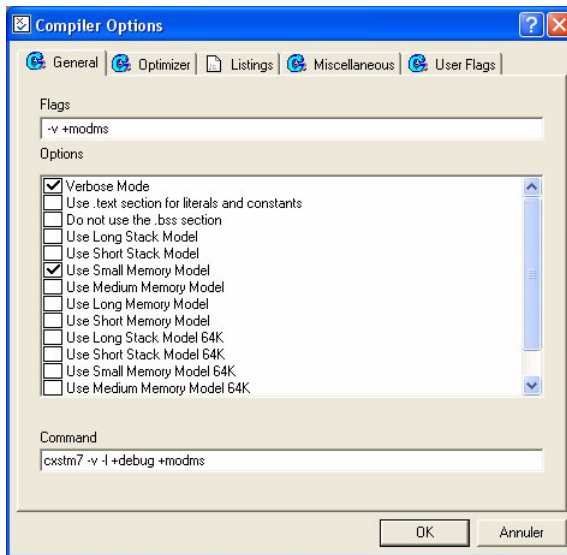 Compiler Options
General
Optimizer
Listings
Miscellaneous
User Flags
Flags
-v +modms
Options
Verbose Mode
Use .text section for literals and constants
Do not use the .bss section
Use Long Stack Model
Use Short Stack Model
Use Small Memory Model
Use Medium Memory Model
Use Long Memory Model
Use Short Memory Model
Use Long Stack Model 64K
Use Short Stack Model 64K
Use Small Memory Model 64K
Use Medium Memory Model 64K
Command
cxstm7 -v -l +debug +modms
OK
Annuler